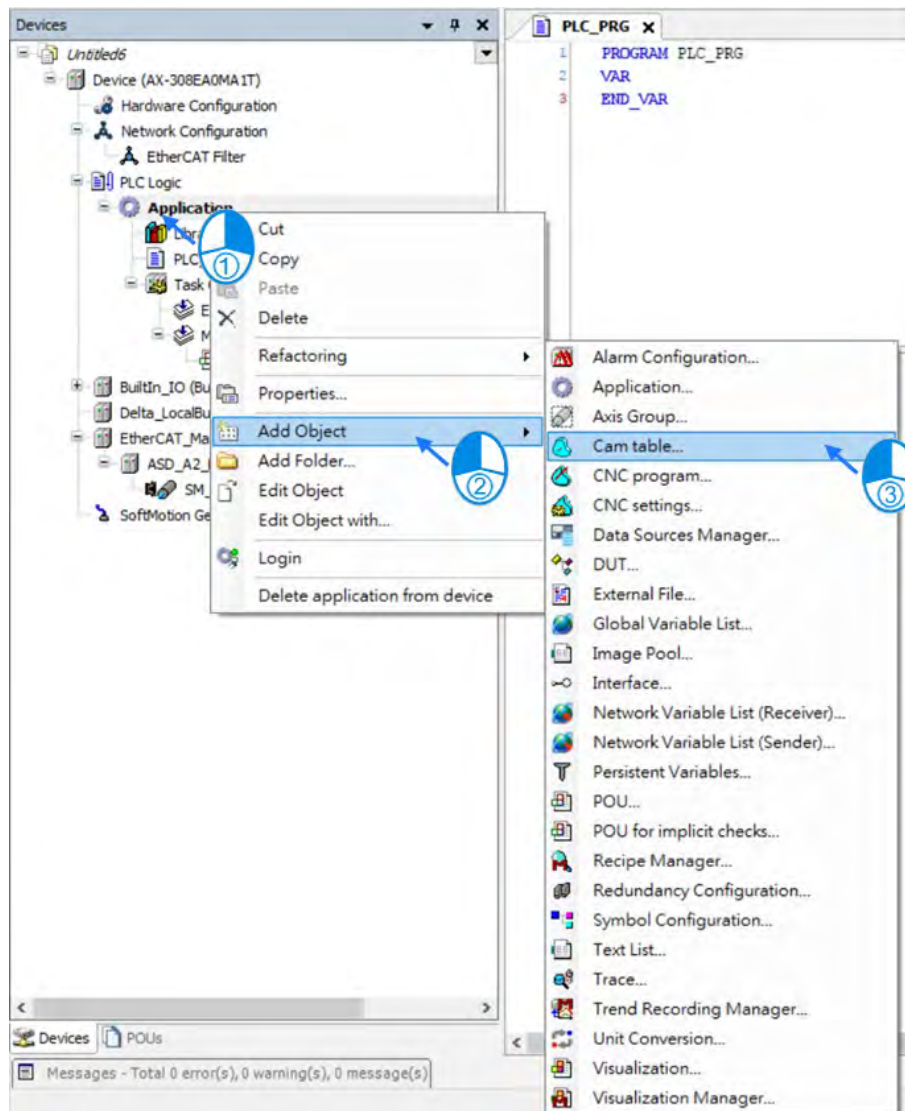 Devices
Untitled6
Device (AX-308EA0MA1T)
Hardware Configuration
Network Configuration
EtherCAT Filter
PLC Logic
Application
PLC_
Task
E
M
BuiltIn_IO (Bu
Delta_LocalBu
EtherCAT_Ma
ASD_A2_
SM_
SoftMotion Ge
Devices
POUs
Messages - Total 0 error(s), 0 warning(s), 0 message(s)
PLC_PRG
1 PROGRAM PLC_PRG
2 VAR
3 END_VAR
①
Cut
Copy
Paste
Delete
Refactoring
Properties...
Add Object
Add Folder...
Edit Object
Edit Object with...
Login
Delete application from device
②
Alarm Configuration...
Application...
Axis Group...
Cam table...
CNC program...
CNC settings...
Data Sources Manager...
DUT...
External File...
Global Variable List...
Image Pool...
Interface...
Network Variable List (Receiver)...
Network Variable List (Sender)...
Persistent Variables...
POU...
POU for implicit checks...
Recipe Manager...
Redundancy Configuration...
Symbol Configuration...
Text List...
Trace...
Trend Recording Manager...
Unit Conversion...
Visualization...
Visualization Manager...
③